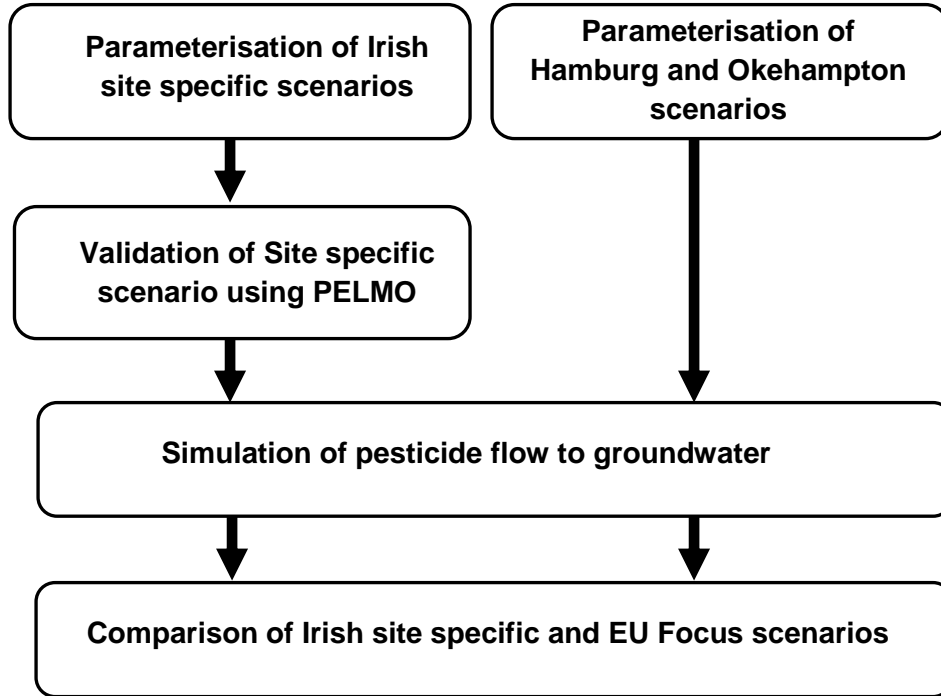 Parameterisation of Irish
site specific scenarios
Parameterisation of
Hamburg and Okehampton
scenarios
Validation of Site specific
scenario using PELMO
Simulation of pesticide flow to groundwater
Comparison of Irish site specific and EU Focus scenarios